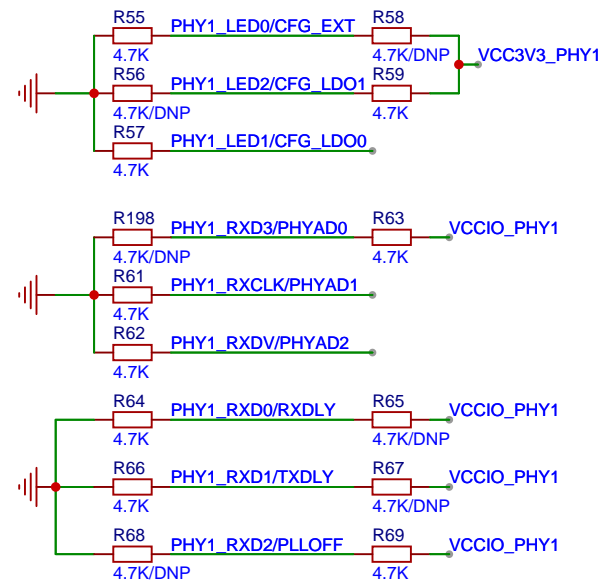 R55 PHY1_LED0/CFG_EXT R58
4.7K 4.7K/DNP VCC3V3_PHY1
R56 PHY1_LED2/CFG_LDO1 R59
4.7K/DNP 4.7K
R57 PHY1_LED1/CFG_LDO0
4.7K
R198 PHY1_RXD3/PHYAD0 R63 VCCIO_PHY1
4.7K/DNP 4.7K
R61 PHY1_RXCLK/PHYAD1
4.7K
R62 PHY1_RXDV/PHYAD2
4.7K
R64 PHY1_RXD0/RXDLY R65 VCCIO_PHY1
4.7K 4.7K/DNP
R66 PHY1_RXD1/TXDLY R67 VCCIO_PHY1
4.7K 4.7K/DNP
R68 PHY1_RXD2/PLLOFF R69 VCCIO_PHY1
4.7K/DNP 4.7K